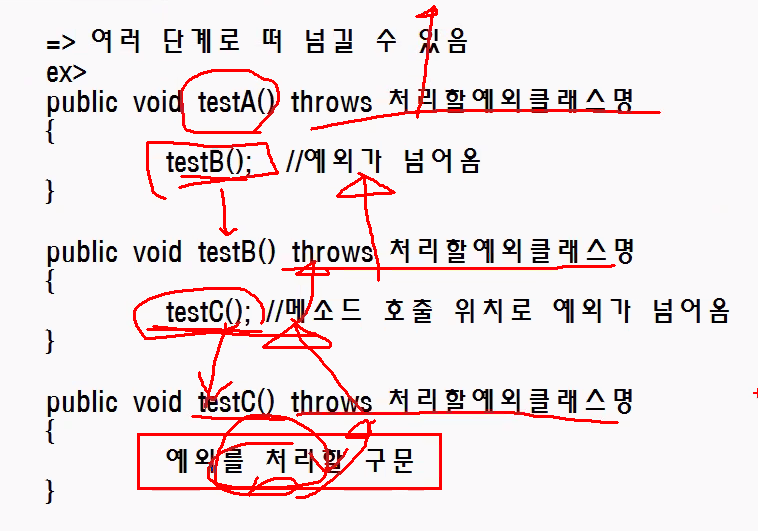 => 여러 단계로 떠 넘길 수 있음
ex>
public void testA() throws 처리할예외클래스명
{
testB(); //예외가 넘어옴
}
public void testB() throws 처리할예외클래스명
{
testC(); //메소드 호출 위치로 예외가 넘어옴
}
public void testC() throws 처리할예외클래스명
{
예외를 처리할 구문
}